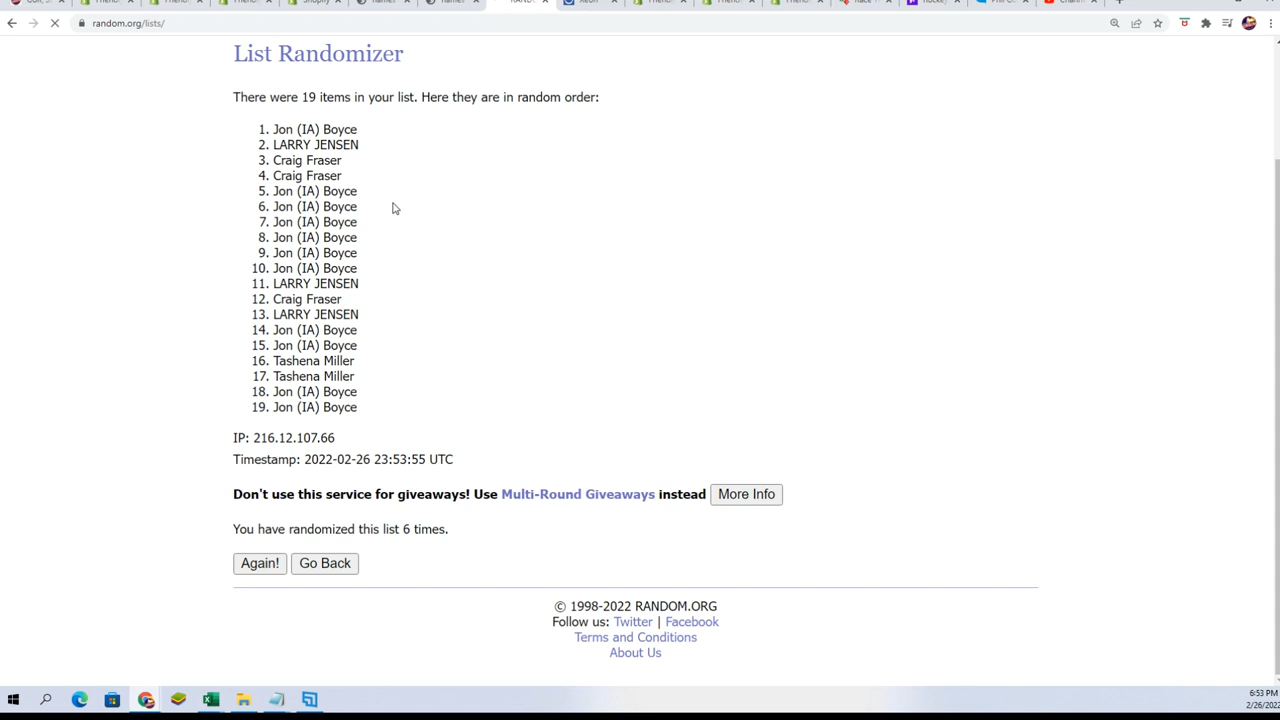 random.org/lists/
List Randomizer
There were 19 items in your list. Here they are in random order:
1. Jon (IA) Boyce
2. LARRY JENSEN
3. Craig Fraser
4. Craig Fraser
5. Jon (IA) Boyce
6. Jon (IA) Boyce
7. Jon (IA) Boyce
8. Jon (IA) Boyce
9. Jon (IA) Boyce
10. Jon (IA) Boyce
11. LARRY JENSEN
12. Craig Fraser
13. LARRY JENSEN
14. Jon (IA) Boyce
15. Jon (IA) Boyce
16. Tashena Miller
17. Tashena Miller
18. Jon (IA) Boyce
19. Jon (IA) Boyce
IP: 216.12.107.66
Timestamp: 2022-02-26 23:53:55 UTC
Don't use this service for giveaways! Use Multi-Round Giveaways instead More Info
You have randomized this list 6 times.
Again! Go Back
© 1998-2022 RANDOM.ORG
Follow us: Twitter | Facebook
Terms and Conditions
About Us
6:53 PM